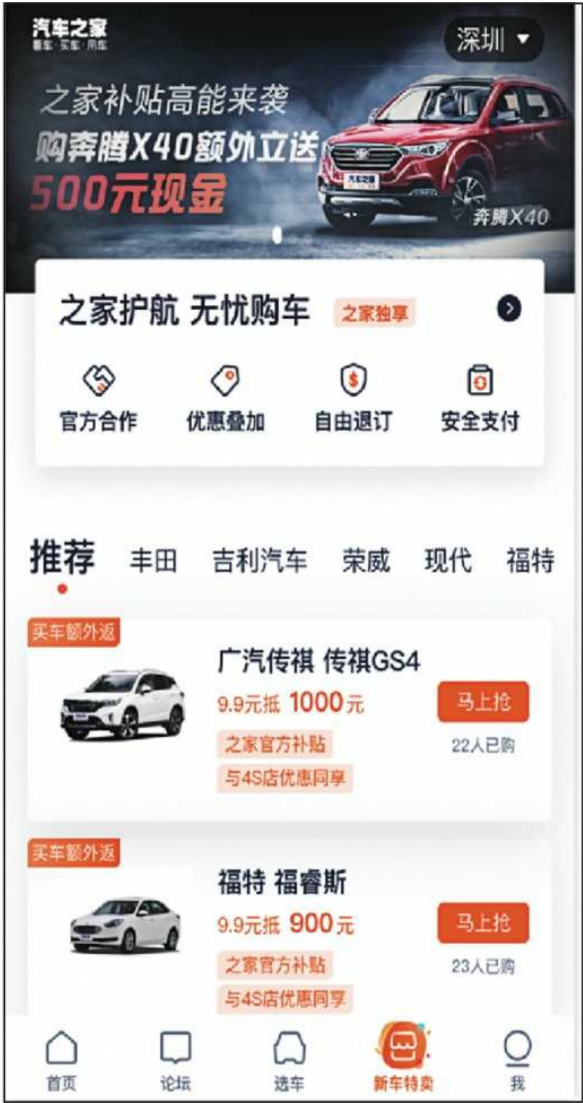 汽车之家
看车·买车·用车
深圳
之家补贴高能来袭
购奔腾X40额外立送
500元现金
汽车之家
奔腾X40
之家护航 无忧购车 之家独享
官方合作 优惠叠加 自由退订 安全支付
推荐 丰田 吉利汽车 荣威 现代 福特
买车额外返
广汽传祺 传祺GS4
9.9元抵 1000元
马上抢
之家官方补贴
22人已购
与4S店优惠同享
买车额外返
福特 福睿斯
9.9元抵 900元
马上抢
之家官方补贴
23人已购
与4S店优惠同享
首页 论坛 选车 新车特卖 我